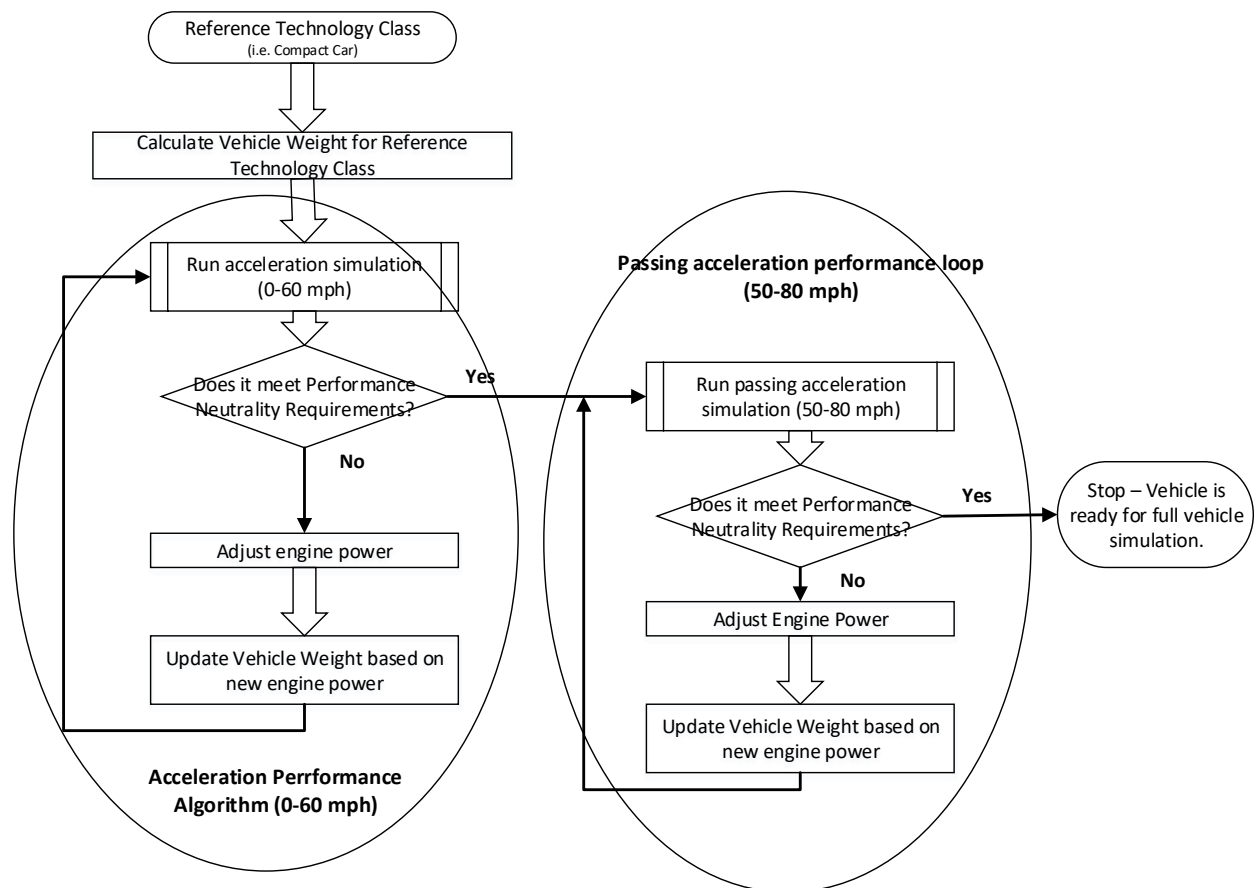 Reference Technology Class
(i.e. Compact Car)
Calculate Vehicle Weight for Reference
Technology Class
Run acceleration simulation
(0-60 mph)
Does it meet Performance
Neutrality Requirements?
Yes
No
Adjust engine power
Update Vehicle Weight based on
new engine power
Acceleration Perrformance
Algorithm (0-60 mph)
Passing acceleration performance loop
(50-80 mph)
Run passing acceleration
simulation (50-80 mph)
Does it meet Performance
Neutrality Requirements?
Yes
No
Adjust Engine Power
Update Vehicle Weight based on
new engine power
Stop – Vehicle is
ready for full vehicle
simulation.